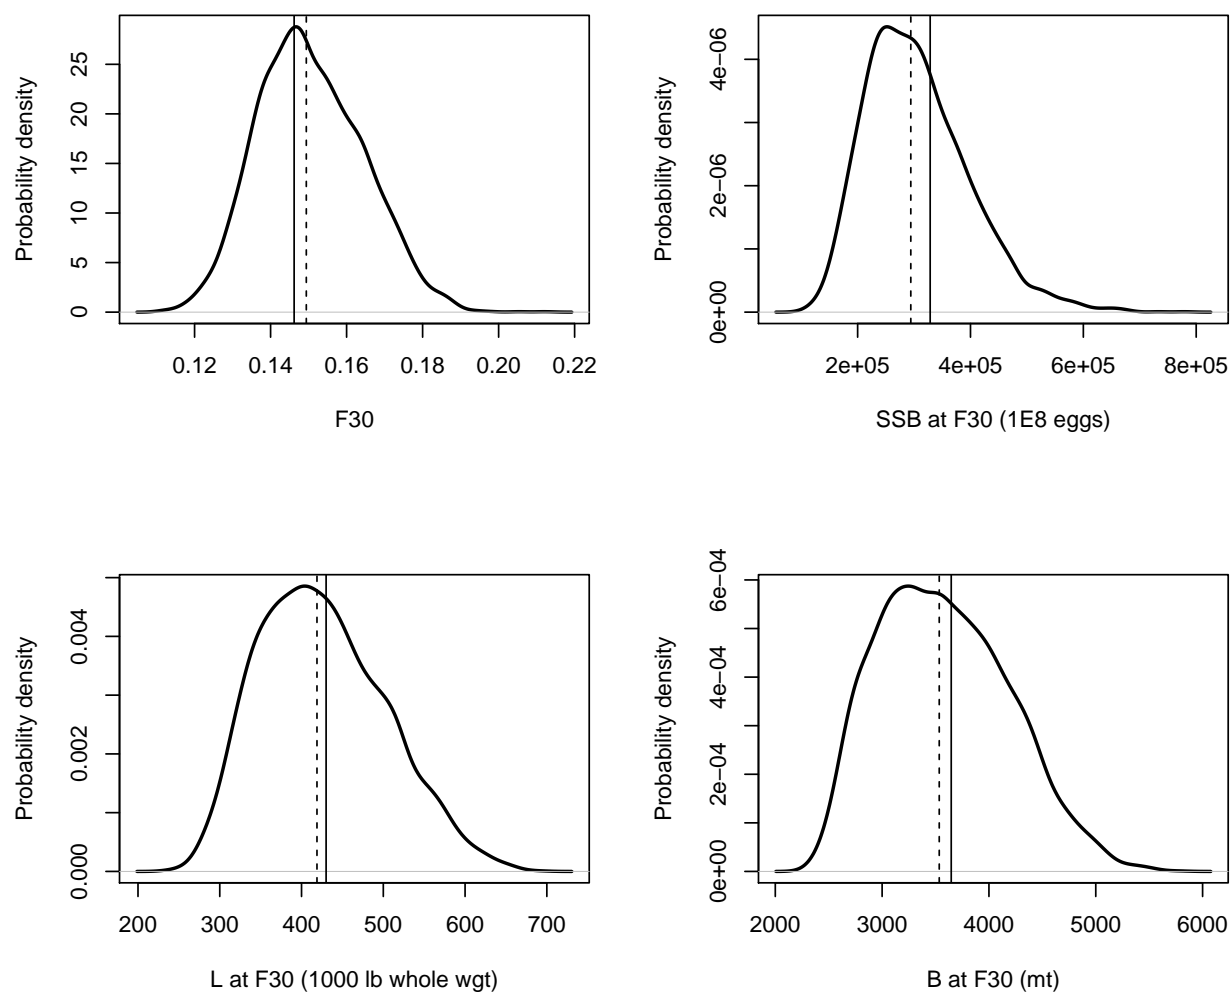 Probability density
0
5
10
15
20
25
0.12 0.14 0.16 0.18 0.20 0.22
F30
Probability density
0e+00
2e−06
4e−06
2e+05 4e+05 6e+05 8e+05
SSB at F30 (1E8 eggs)
Probability density
0.000
0.002
0.004
200 300 400 500 600 700
L at F30 (1000 lb whole wgt)
Probability density
0e+00
2e−04
4e−04
6e−04
2000 3000 4000 5000 6000
B at F30 (mt)